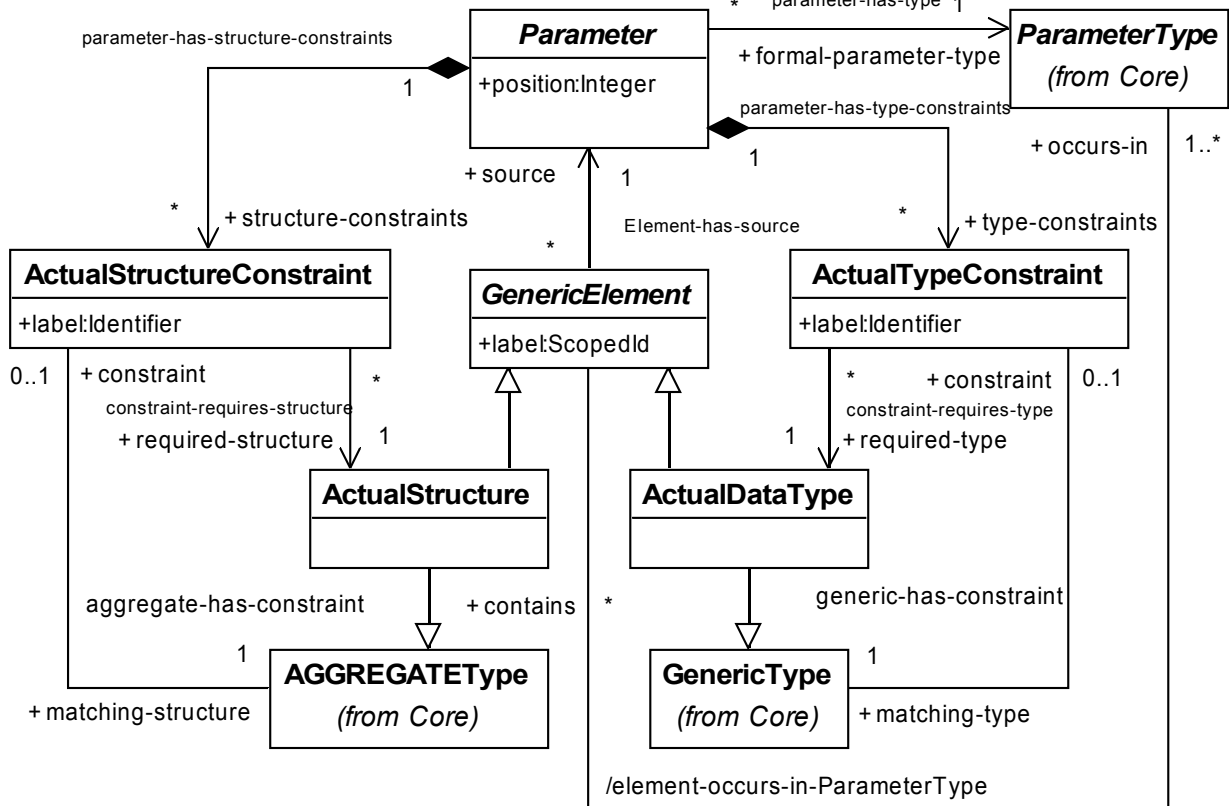 * parameter-has-type 1
parameter-has-structure-constraints
Parameter
+position:Integer
+ formal-parameter-type
ParameterType
(from Core)
1
parameter-has-type-constraints
1
+ occurs-in
1..*
+ source
1
*
+ structure-constraints
Element-has-source
*
*
+ type-constraints
ActualStructureConstraint
+label:Identifier
GenericElement
+label:ScopedId
ActualTypeConstraint
+label:Identifier
0..1
+ constraint
*
constraint-requires-structure
+ required-structure
1
*
+ constraint
0..1
constraint-requires-type
1
+ required-type
ActualStructure
ActualDataType
aggregate-has-constraint
+ contains
*
generic-has-constraint
1
AGGREGATEType
(from Core)
+ matching-structure
GenericType
(from Core)
1
+ matching-type
/element-occurs-in-ParameterType